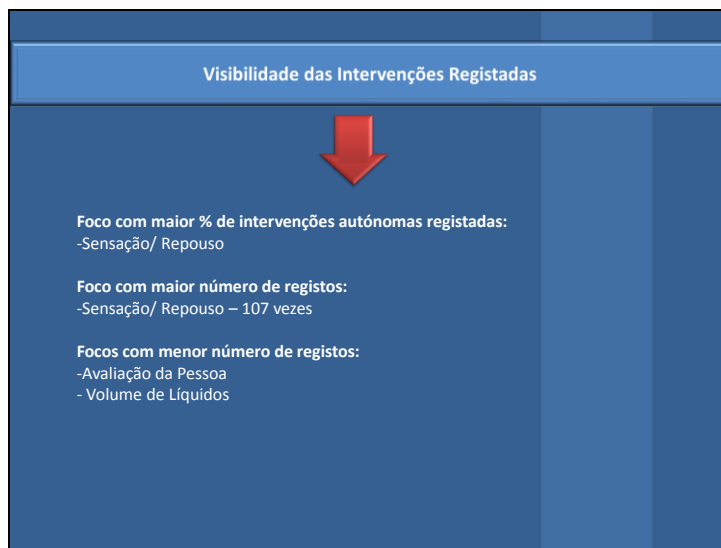 Visibilidade das Intervenções Registadas
Foco com maior % de intervenções autónomas registadas:
-Sensação/ Repouso
Foco com maior número de registos:
-Sensação/ Repouso – 107 vezes
Focos com menor número de registos:
-Avaliação da Pessoa
- Volume de Líquidos